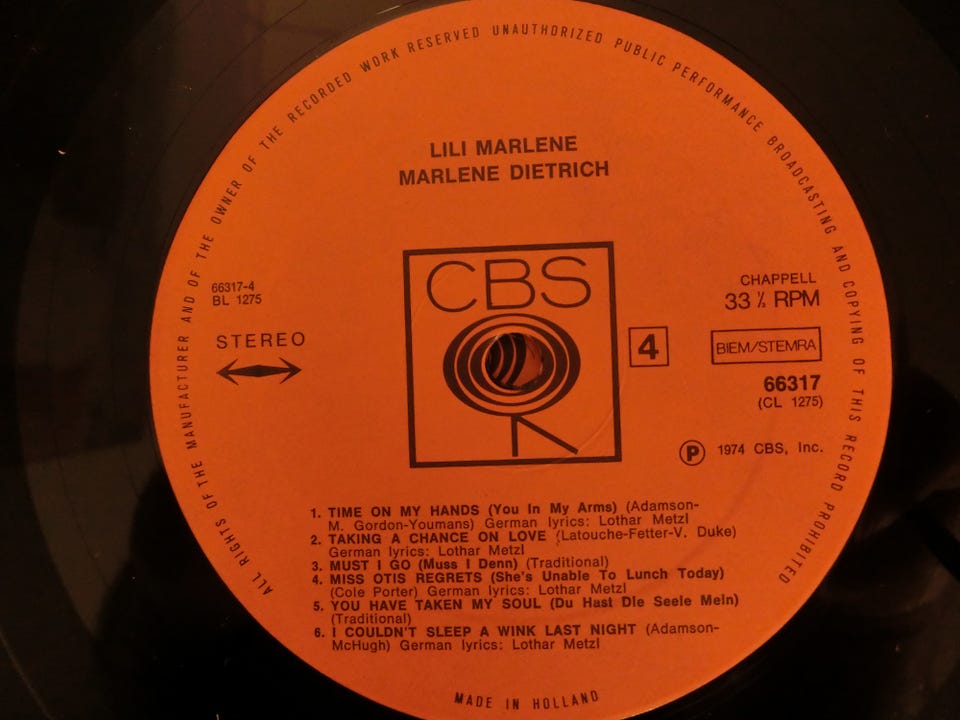 ALL RIGHTS OF THE MANUFACTURER AND OF THE OWNER OF THE RECORDED WORK RESERVED UNAUTHORIZED PUBLIC PERFORMANCE BROADCASTING AND COPYING OF THIS RECORD PROHIBITED
LILI MARLENE
MARLENE DIETRICH
CBS
66317-4
BL 1275
STEREO
4
CHAPPELL
33 ⅓ RPM
BIEM/STEMRA
66317
(CL 1275)
Ⓟ 1974 CBS, Inc.
1. TIME ON MY HANDS (You In My Arms) (Adamson-
M. Gordon-Youmans) German lyrics: Lothar Metzl
2. TAKING A CHANCE ON LOVE (Latouche-Fetter-V. Duke)
German lyrics: Lothar Metzl
3. MUST I GO (Muss I Denn) (Traditional)
4. MISS OTIS REGRETS (She's Unable To Lunch Today)
(Cole Porter) German lyrics: Lothar Metzl
5. YOU HAVE TAKEN MY SOUL (Du Hast Die Seele Mein)
(Traditional)
6. I COULDN'T SLEEP A WINK LAST NIGHT (Adamson-
McHugh) German lyrics: Lothar Metzl
MADE IN HOLLAND